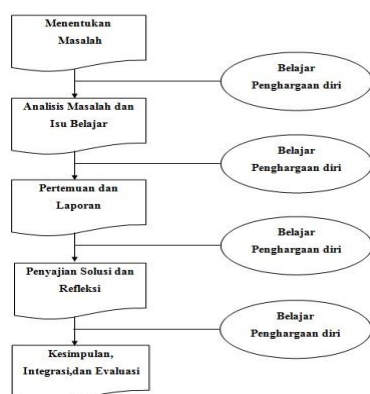 Menentukan
Masalah
Belajar
Penghargaan diri
Analisis Masalah dan
Isu Belajar
Belajar
Penghargaan diri
Pertemuan dan
Laporan
Belajar
Penghargaan diri
Penyajian Solusi dan
Refleksi
Belajar
Penghargaan diri
Kesimpulan,
Integrasi,dan Evaluasi